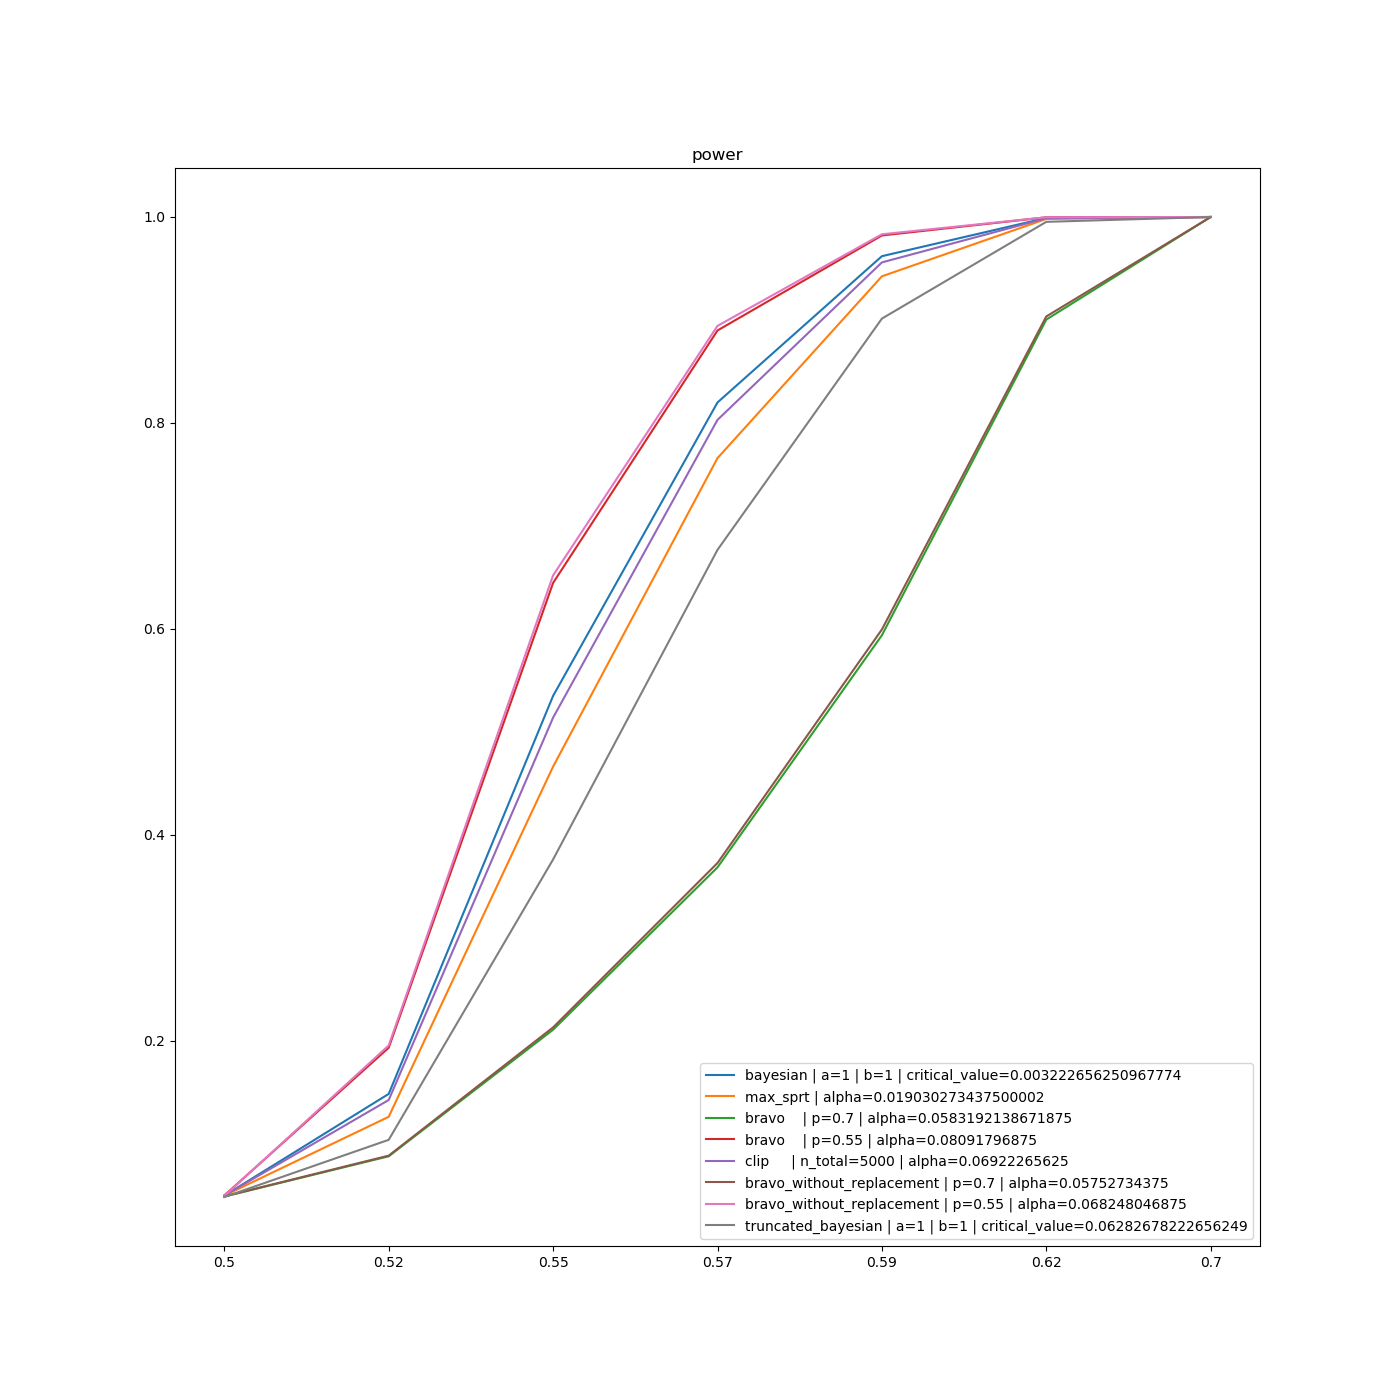 power
1.0
0.8
0.6
0.4
0.2
bayesian | a=1 | b=1 | critical_value=0.003222656250967774
max_sprt | alpha=0.019030273437500002
bravo    | p=0.7 | alpha=0.0583192138671875
bravo    | p=0.55 | alpha=0.08091796875
clip     | n_total=5000 | alpha=0.06922265625
bravo_without_replacement | p=0.7 | alpha=0.05752734375
bravo_without_replacement | p=0.55 | alpha=0.068248046875
truncated_bayesian | a=1 | b=1 | critical_value=0.06282678222656249
0.5 0.52 0.55 0.57 0.59 0.62 0.7